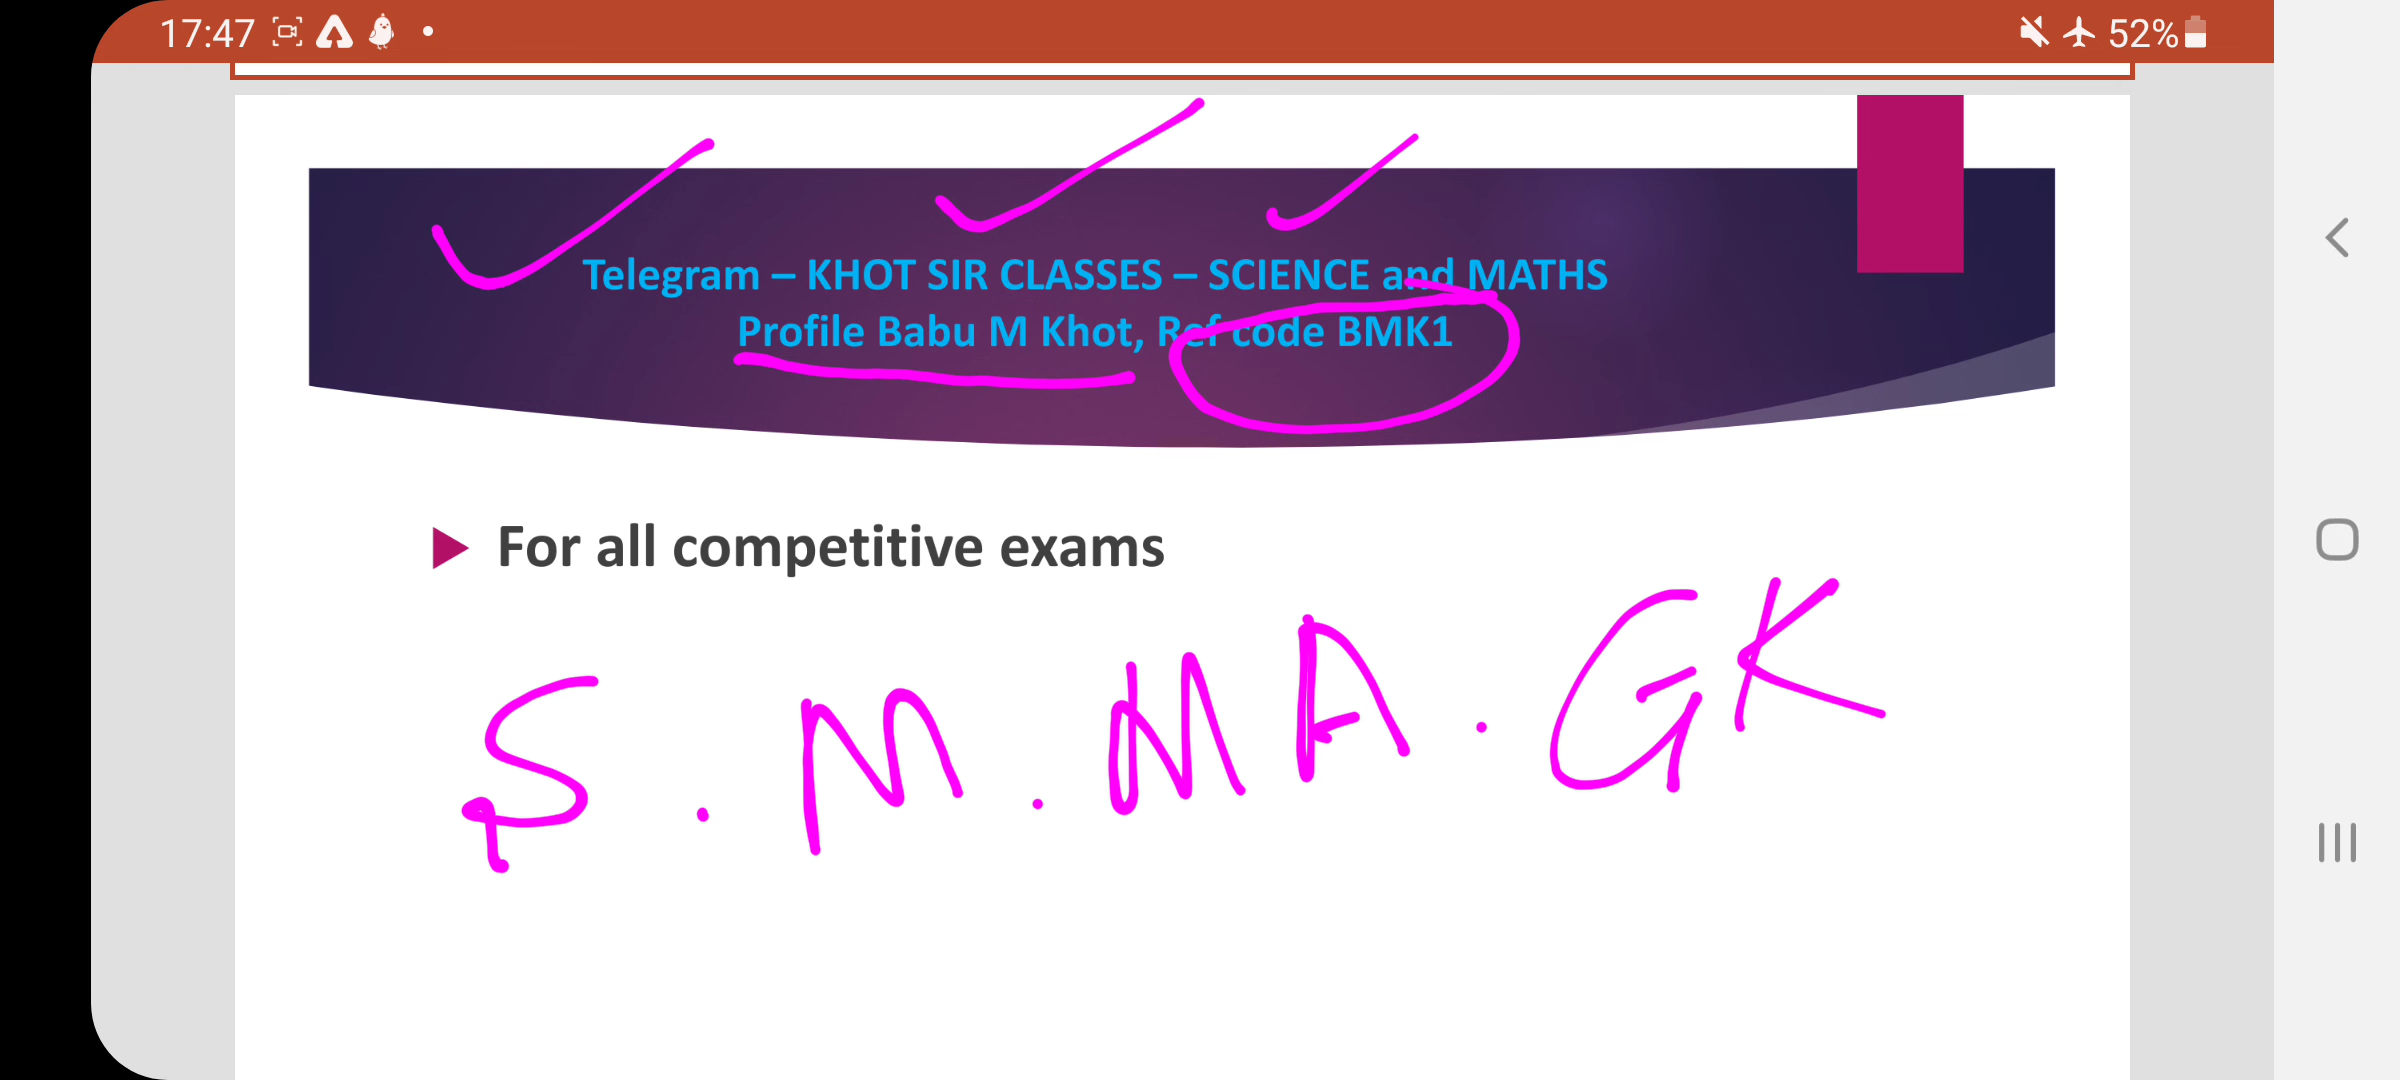 17:47 52%
Telegram – KHOT SIR CLASSES – SCIENCE and MATHS
Profile Babu M Khot, Ref code BMK1
For all competitive exams
S . M . MA . GK